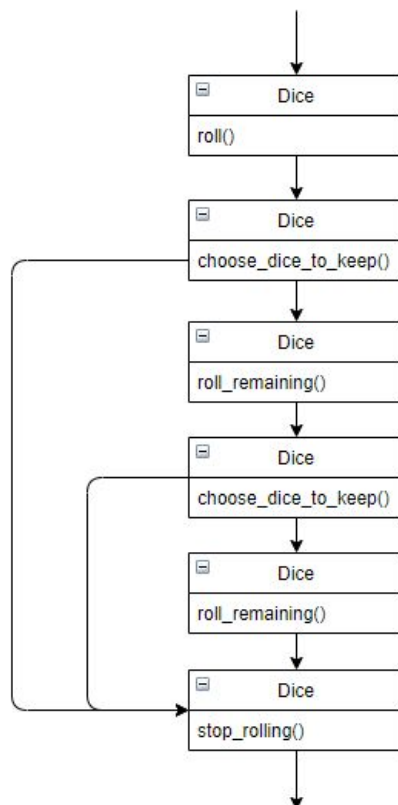 Dice
roll()
Dice
choose_dice_to_keep()
Dice
roll_remaining()
Dice
choose_dice_to_keep()
Dice
roll_remaining()
Dice
stop_rolling()